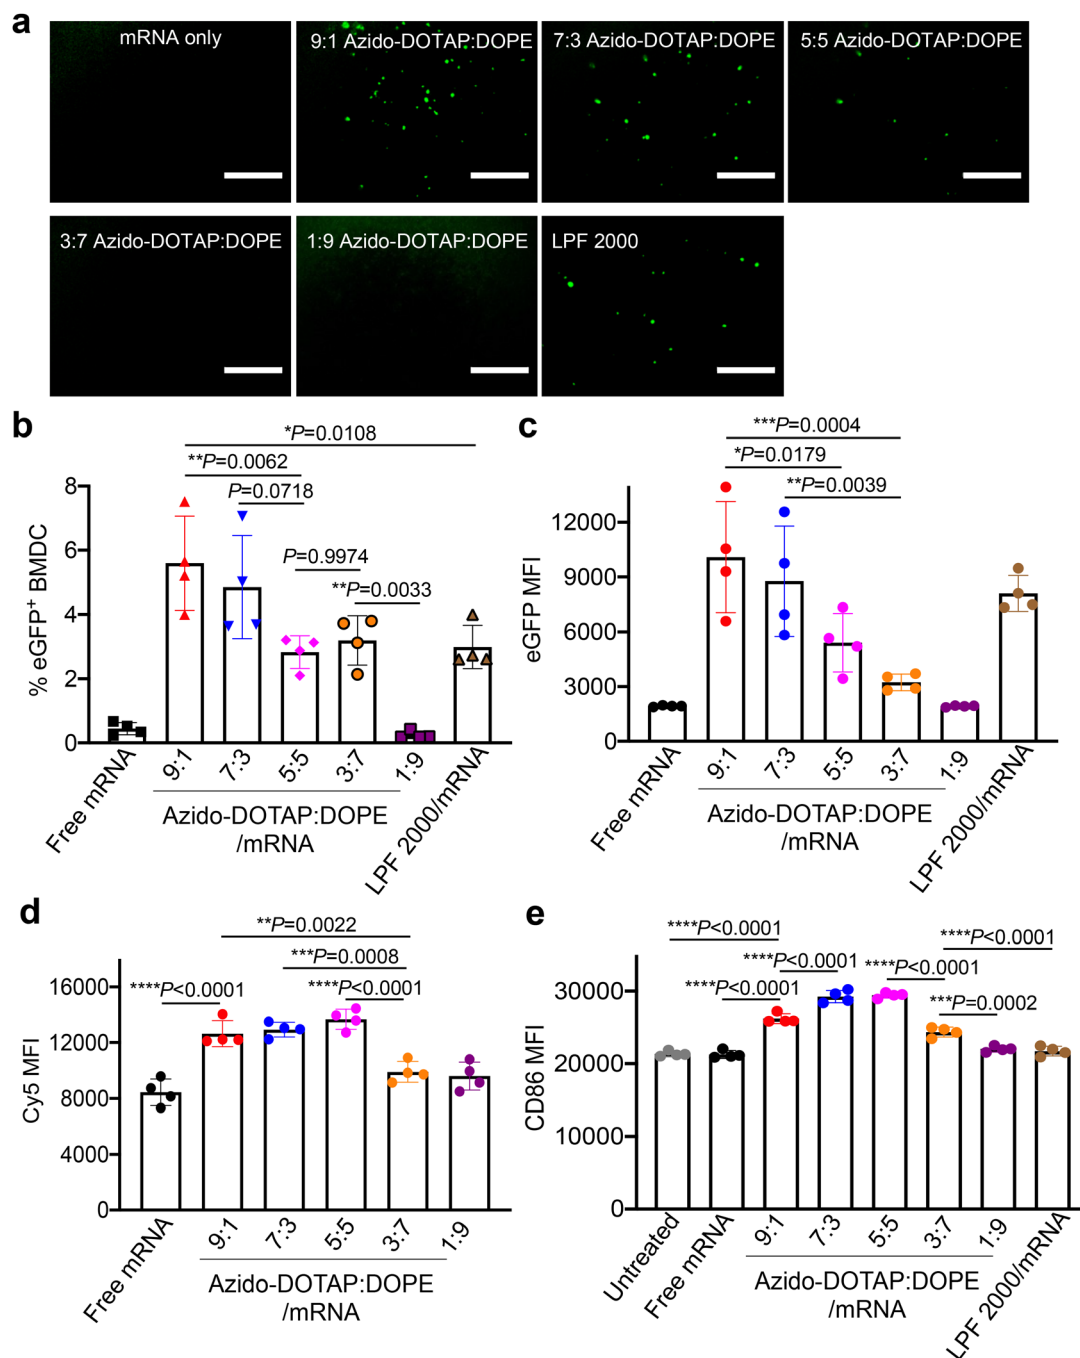 a
mRNA only
9:1 Azido-DOTAP:DOPE
7:3 Azido-DOTAP:DOPE
5:5 Azido-DOTAP:DOPE
3:7 Azido-DOTAP:DOPE
1:9 Azido-DOTAP:DOPE
LPF 2000
b
*P=0.0108
**P=0.0062
P=0.0718
P=0.9974
**P=0.0033
% eGFP⁺ BMDC
8
6
4
2
0
Free mRNA
9:1
7:3
5:5
3:7
1:9
LPF 2000/mRNA
Azido-DOTAP:DOPE
/mRNA
c
***P=0.0004
*P=0.0179
**P=0.0039
eGFP MFI
12000
9000
6000
3000
0
Free mRNA
9:1
7:3
5:5
3:7
1:9
LPF 2000/mRNA
Azido-DOTAP:DOPE
/mRNA
d
**P=0.0022
***P=0.0008
****P<0.0001
****P<0.0001
Cy5 MFI
16000
12000
8000
4000
0
Free mRNA
9:1
7:3
5:5
3:7
1:9
Azido-DOTAP:DOPE
/mRNA
e
****P<0.0001
****P<0.0001
****P<0.0001
****P<0.0001
****P<0.0001
***P=0.0002
CD86 MFI
30000
20000
10000
0
Untreated
Free mRNA
9:1
7:3
5:5
3:7
1:9
LPF 2000/mRNA
Azido-DOTAP:DOPE
/mRNA